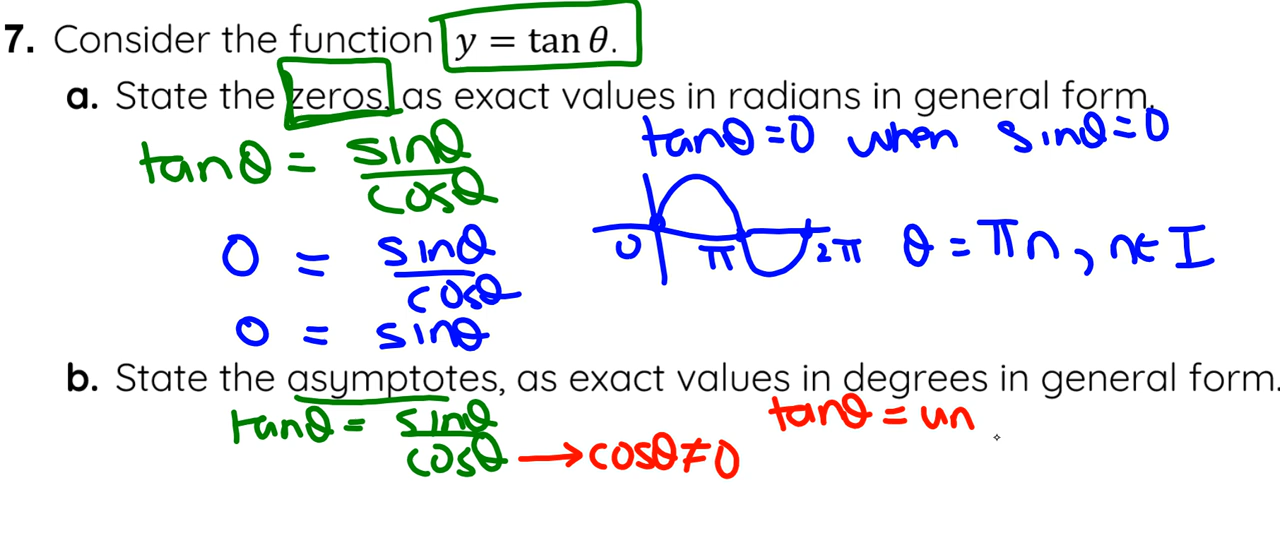 7. Consider the function y = tan θ.
a. State the zeros, as exact values in radians in general form.
tanθ = sinθ/cosθ
tanθ = 0 when sinθ = 0
0 = sinθ/cosθ
0 π 2π
θ = πn, n ∈ I
0 = sinθ
b. State the asymptotes, as exact values in degrees in general form.
tanθ = sinθ/cosθ → cosθ ≠ 0
tanθ = un